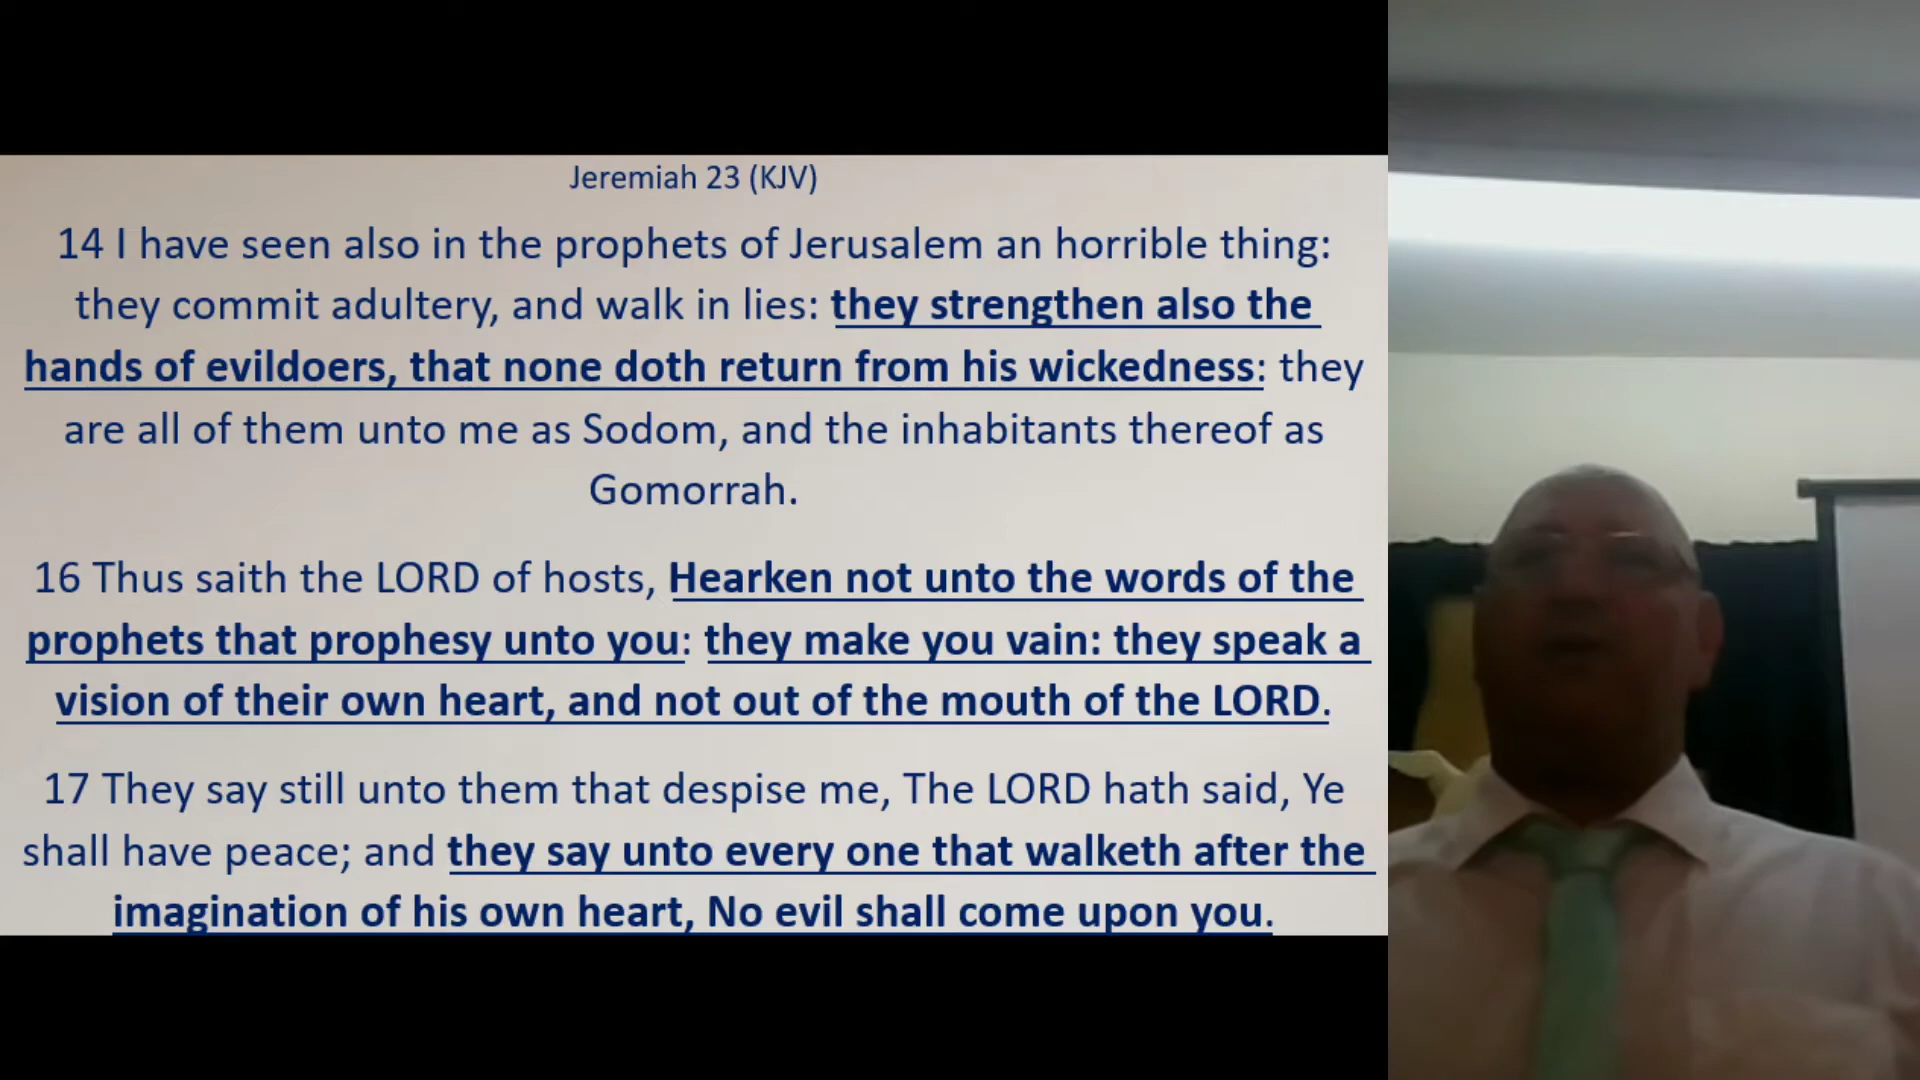 Jeremiah 23 (KJV)
14 I have seen also in the prophets of Jerusalem an horrible thing:
they commit adultery, and walk in lies: they strengthen also the
hands of evildoers, that none doth return from his wickedness: they
are all of them unto me as Sodom, and the inhabitants thereof as
Gomorrah.
16 Thus saith the LORD of hosts, Hearken not unto the words of the
prophets that prophesy unto you: they make you vain: they speak a
vision of their own heart, and not out of the mouth of the LORD.
17 They say still unto them that despise me, The LORD hath said, Ye
shall have peace; and they say unto every one that walketh after the
imagination of his own heart, No evil shall come upon you.